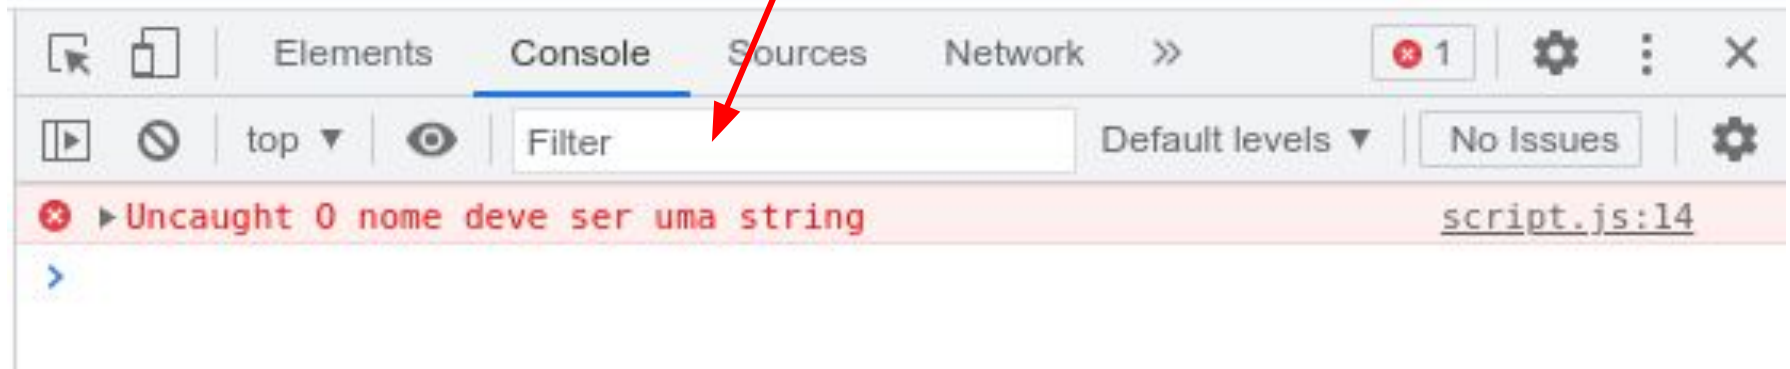 Elements Console Sources Network » 1
top ▼ Filter Default levels ▼ No Issues
Uncaught O nome deve ser uma string script.js:14